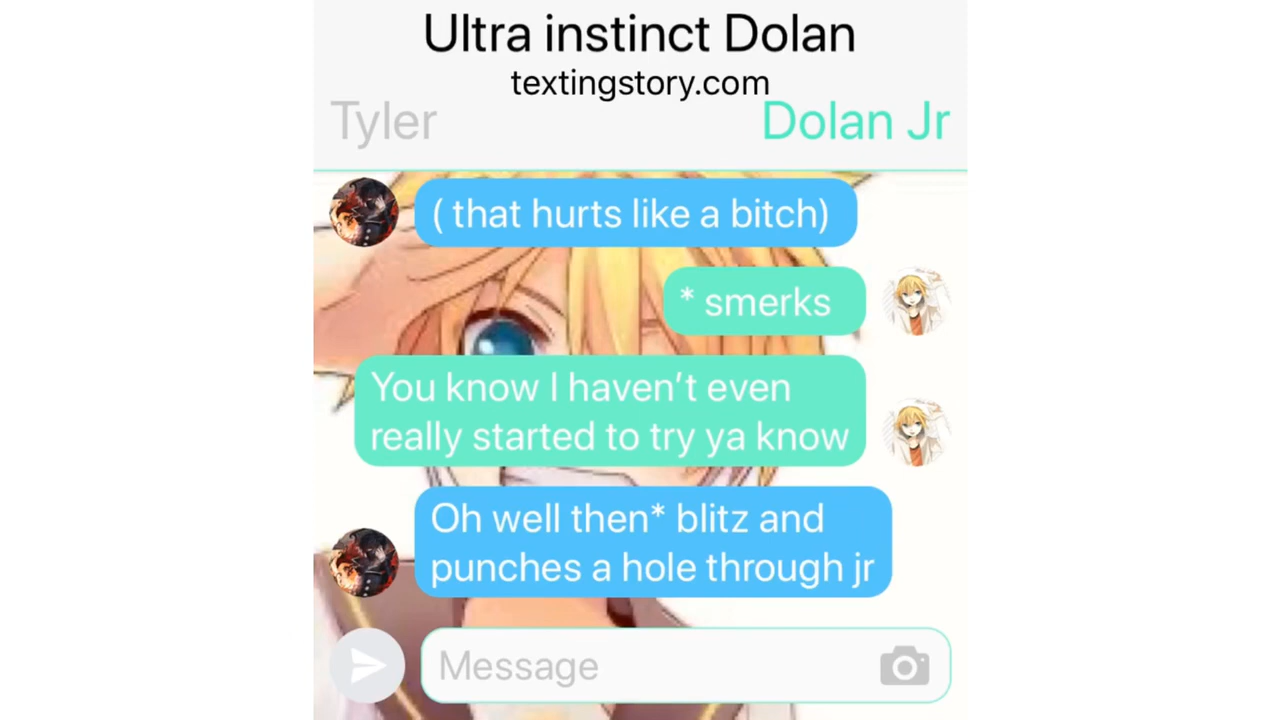 Ultra instinct Dolan
textingstory.com
Tyler
Dolan Jr
( that hurts like a bitch)
* smerks
You know I haven’t even
really started to try ya know
Oh well then* blitz and
punches a hole through jr
Message